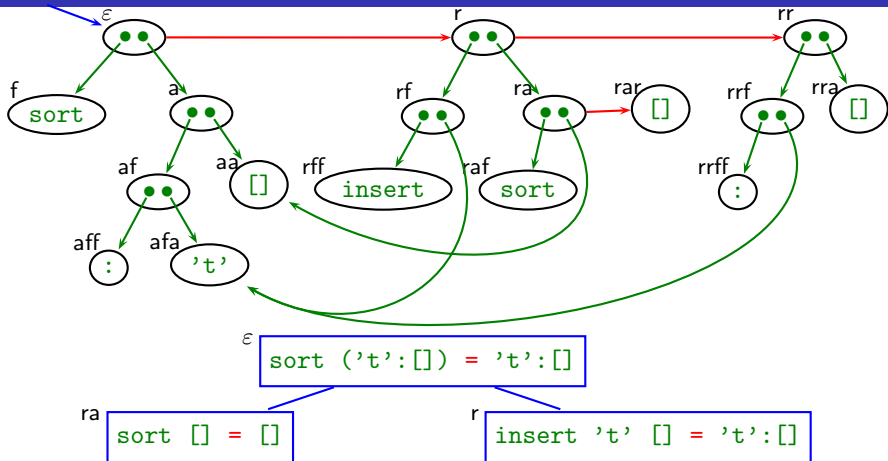 ε r rr
f sort a rf ra rar [] rrf rra []
af aa [] rff insert raf sort rrff :
aff : afa 't'
ε sort ('t':[]) = 't':[]
ra sort [] = [] r insert 't' [] = 't':[]